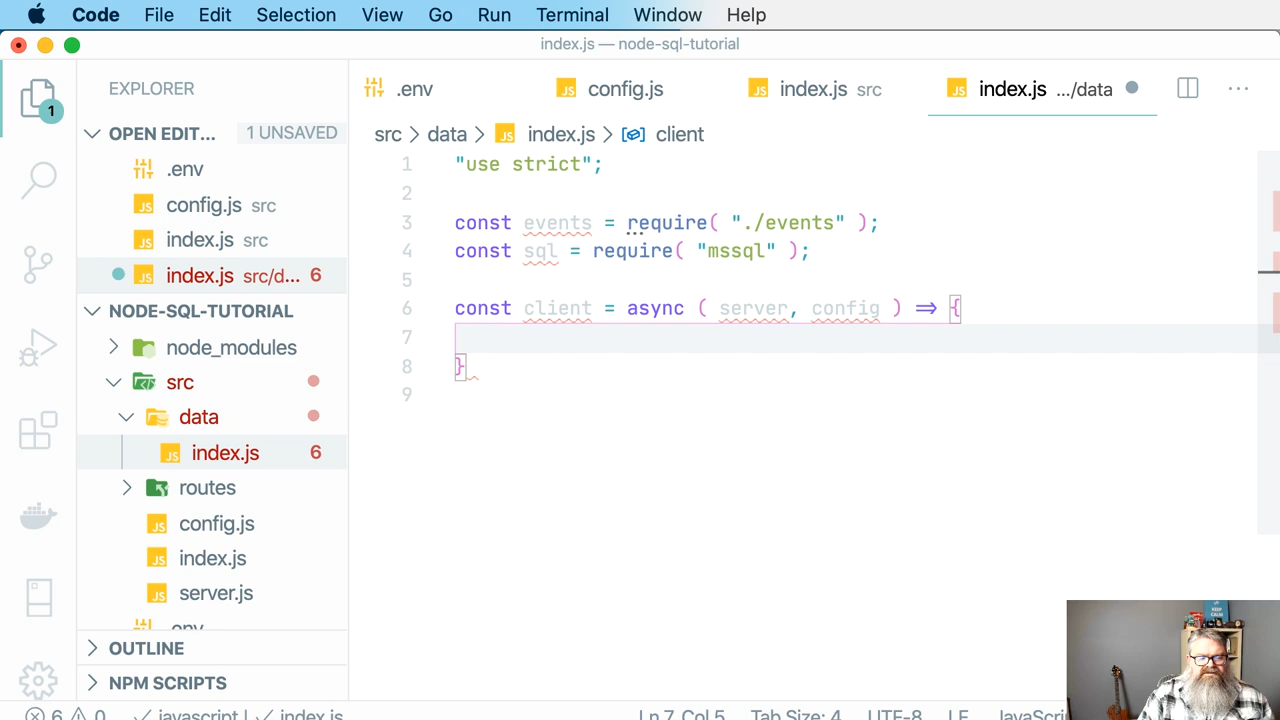 Code File Edit Selection View Go Run Terminal Window Help
index.js — node-sql-tutorial
EXPLORER
.env
config.js
index.js src
index.js .../data
1
OPEN EDIT... 1 UNSAVED
.env
config.js src
index.js src
index.js src/d... 6
NODE-SQL-TUTORIAL
node_modules
src
data
index.js 6
routes
config.js
index.js
server.js
.env
OUTLINE
NPM SCRIPTS
src > data > JS index.js > client
1 "use strict";
2
3 const events = require( "./events" );
4 const sql = require( "mssql" );
5
6 const client = async ( server, config ) => {
7
8 }
9
KEEP CALM
6 0 javascript | index.js
Ln 7, Col 5 Tab Size: 4 UTF-8 LF JavaScri